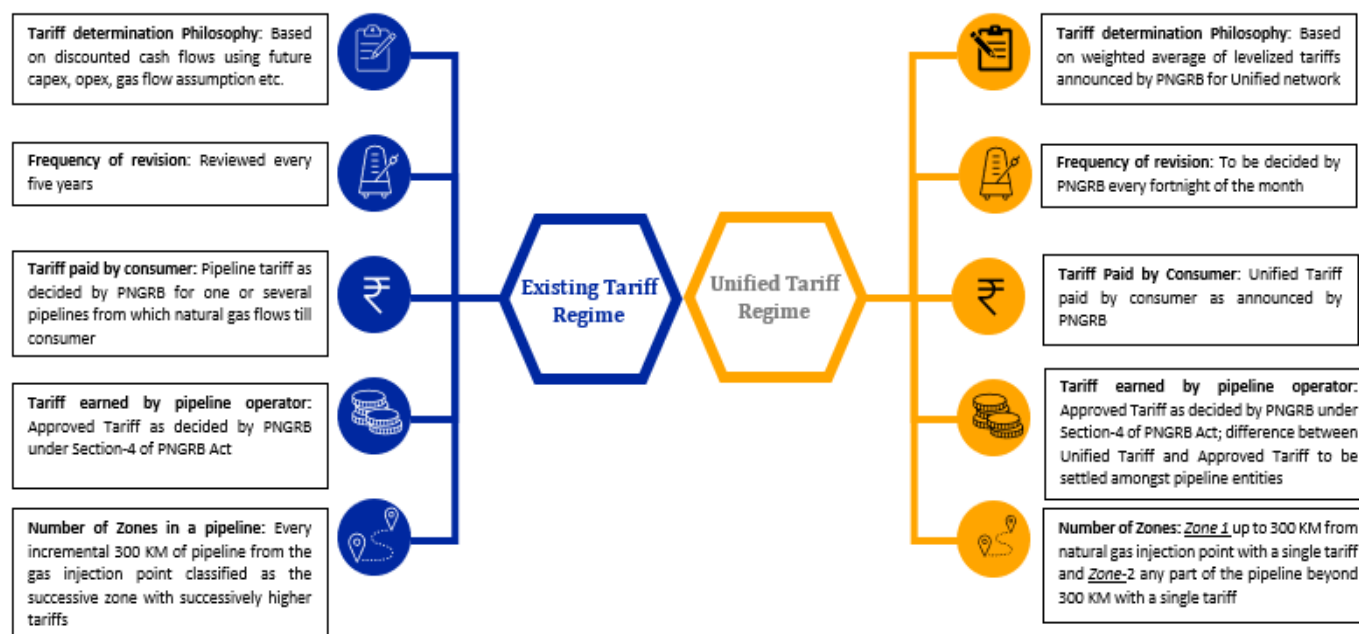 Tariff determination Philosophy: Based
on discounted cash flows using future
capex, opex, gas flow assumption etc.
Frequency of revision: Reviewed every
five years
Tariff paid by consumer: Pipeline tariff as
decided by PNGRB for one or several
pipelines from which natural gas flows till
consumer
Tariff earned by pipeline operator:
Approved Tariff as decided by PNGRB
under Section-4 of PNGRB Act
Number of Zones in a pipeline: Every
incremental 300 KM of pipeline from the
gas injection point classified as the
successive zone with successively higher
tariffs
₹
Existing Tariff
Regime
Unified Tariff
Regime
₹
Tariff determination Philosophy: Based
on weighted average of levelized tariffs
announced by PNGRB for Unified network
Frequency of revision: To be decided by
PNGRB every fortnight of the month
Tariff Paid by Consumer: Unified Tariff
paid by consumer as announced by
PNGRB
Tariff earned by pipeline operator:
Approved Tariff as decided by PNGRB under
Section-4 of PNGRB Act; difference between
Unified Tariff and Approved Tariff to be
settled amongst pipeline entities
Number of Zones: Zone 1 up to 300 KM from
natural gas injection point with a single tariff
and Zone-2 any part of the pipeline beyond
300 KM with a single tariff